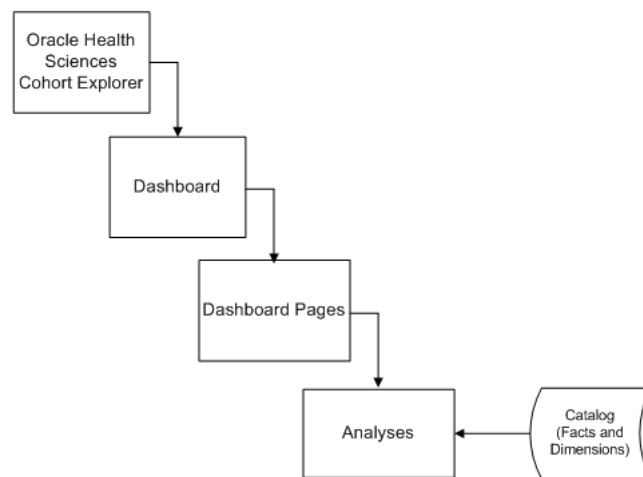 Oracle Health
Sciences
Cohort Explorer
Dashboard
Dashboard Pages
Analyses
Catalog
(Facts and
Dimensions)